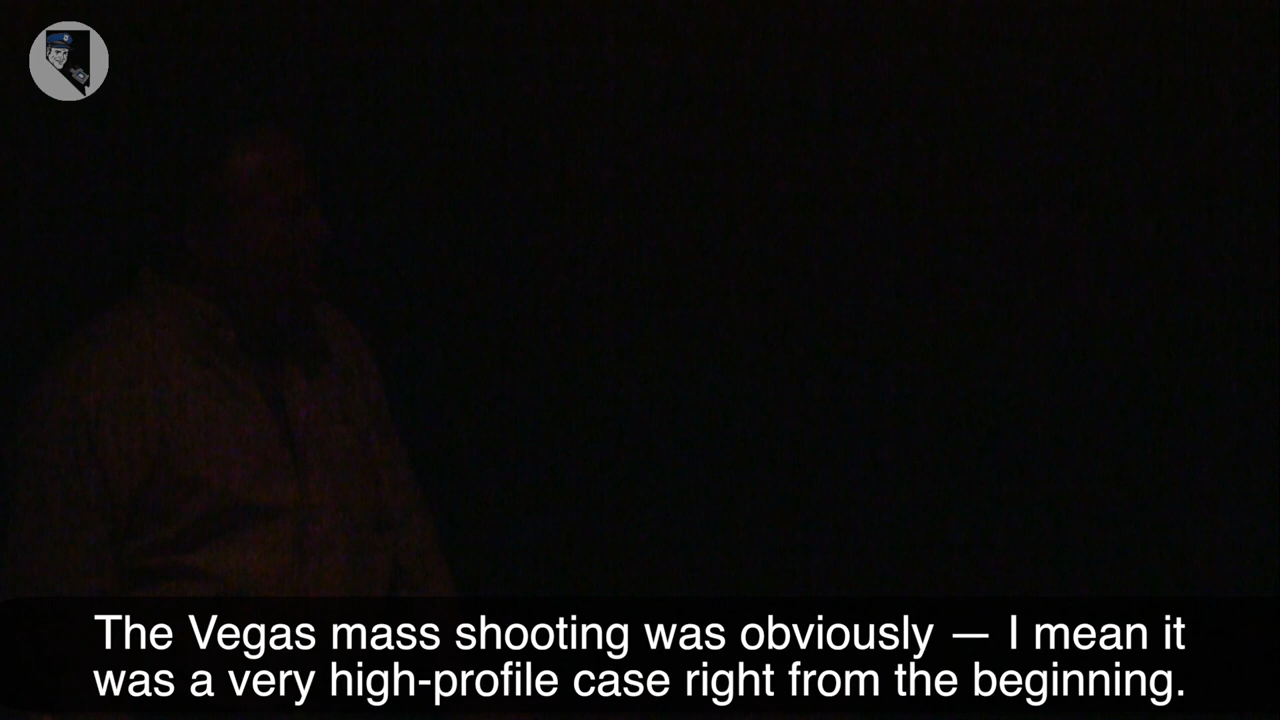 The Vegas mass shooting was obviously — I mean it
was a very high-profile case right from the beginning.